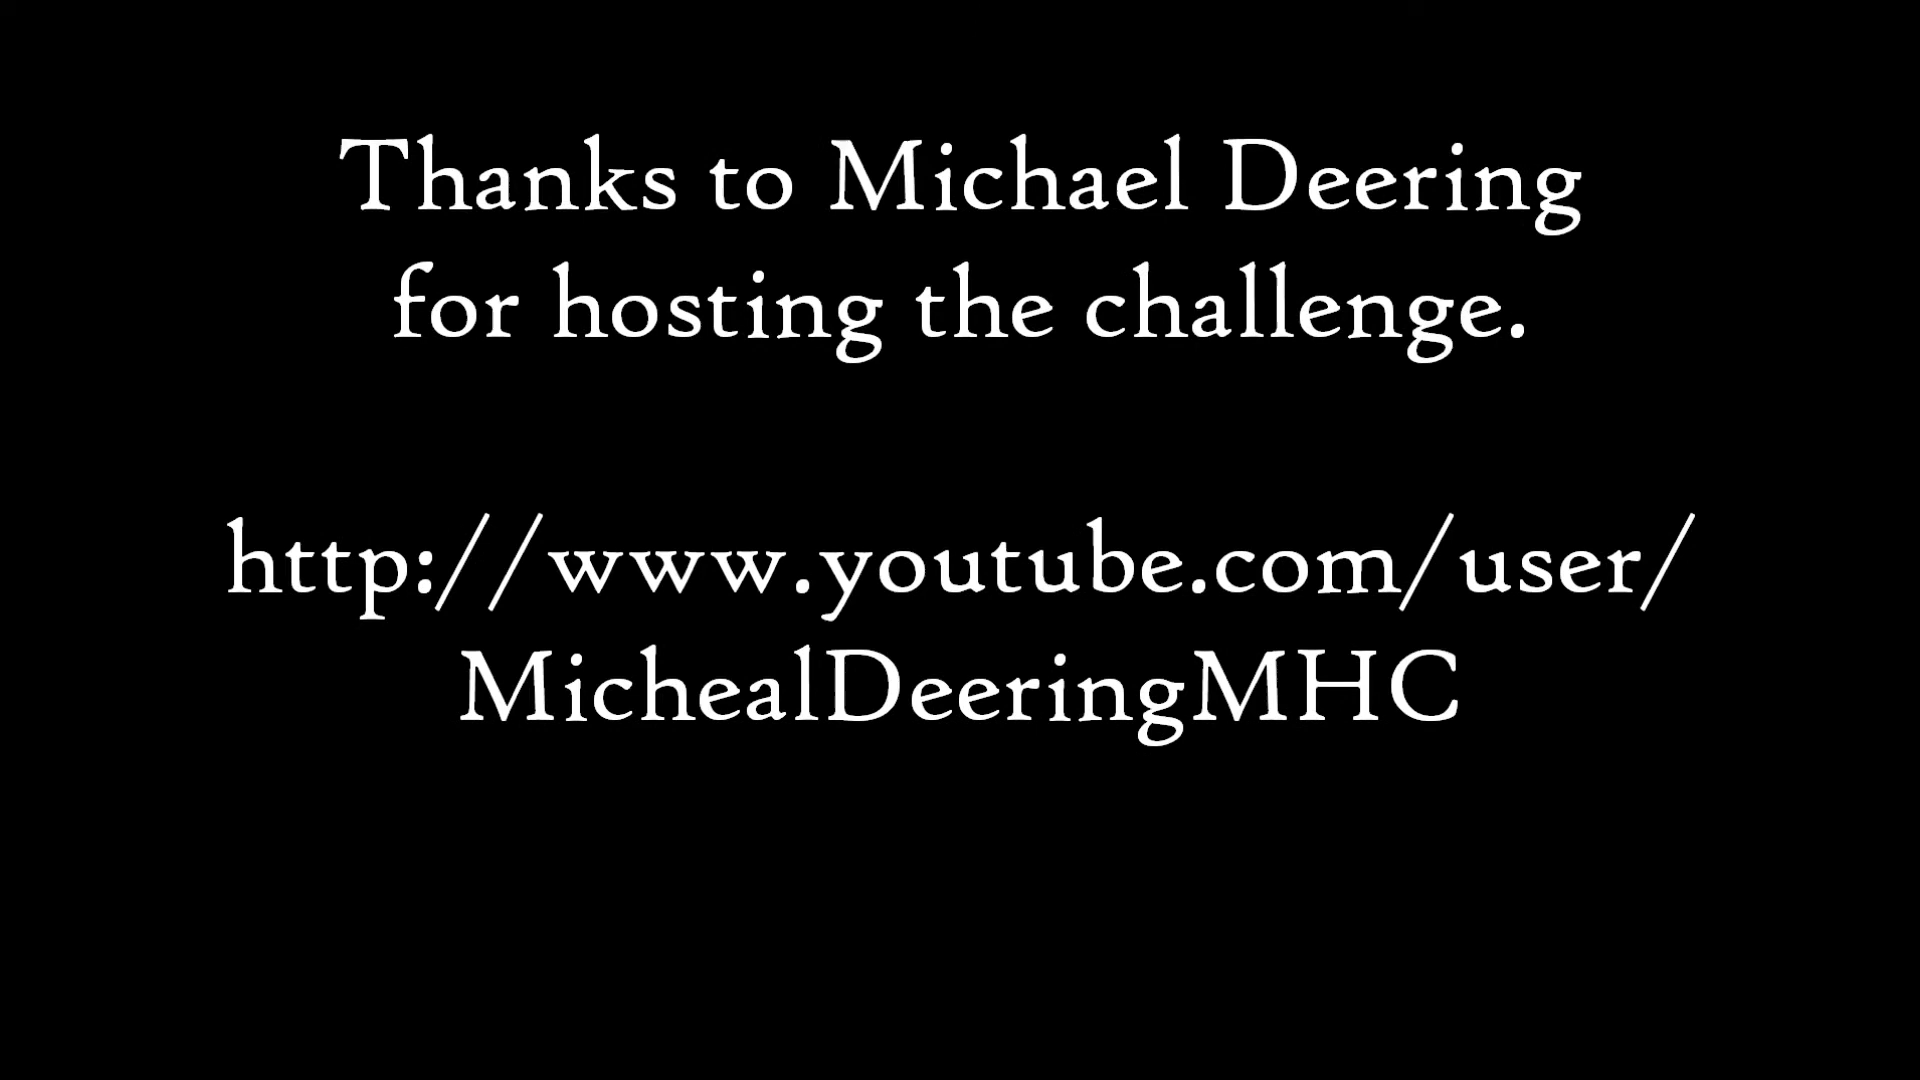 Thanks to Michael Deering
for hosting the challenge.
http://www.youtube.com/user/
MichealDeeringMHC